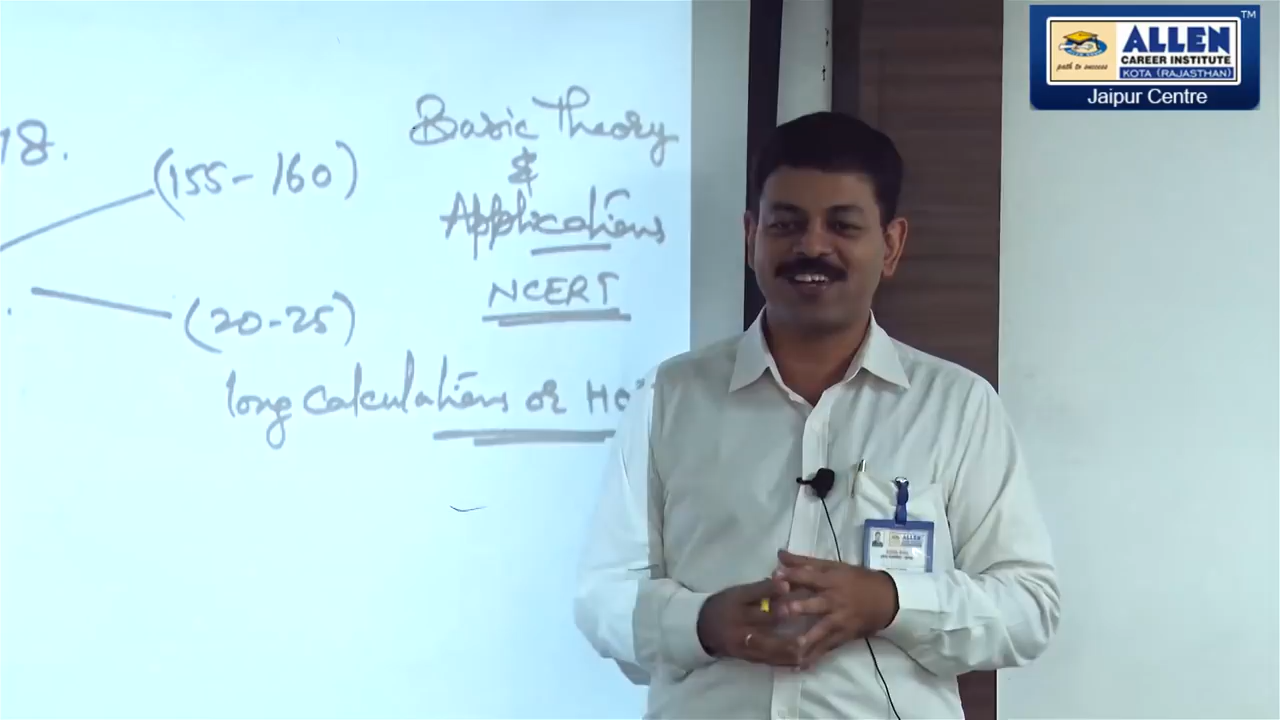 18.
(155-160)
Basic Theory
&
Applications
NCERT
(20-25)
long calculations or
ALLEN
TM
CAREER INSTITUTE
KOTA (RAJASTHAN)
path to success
Jaipur Centre
ALLEN